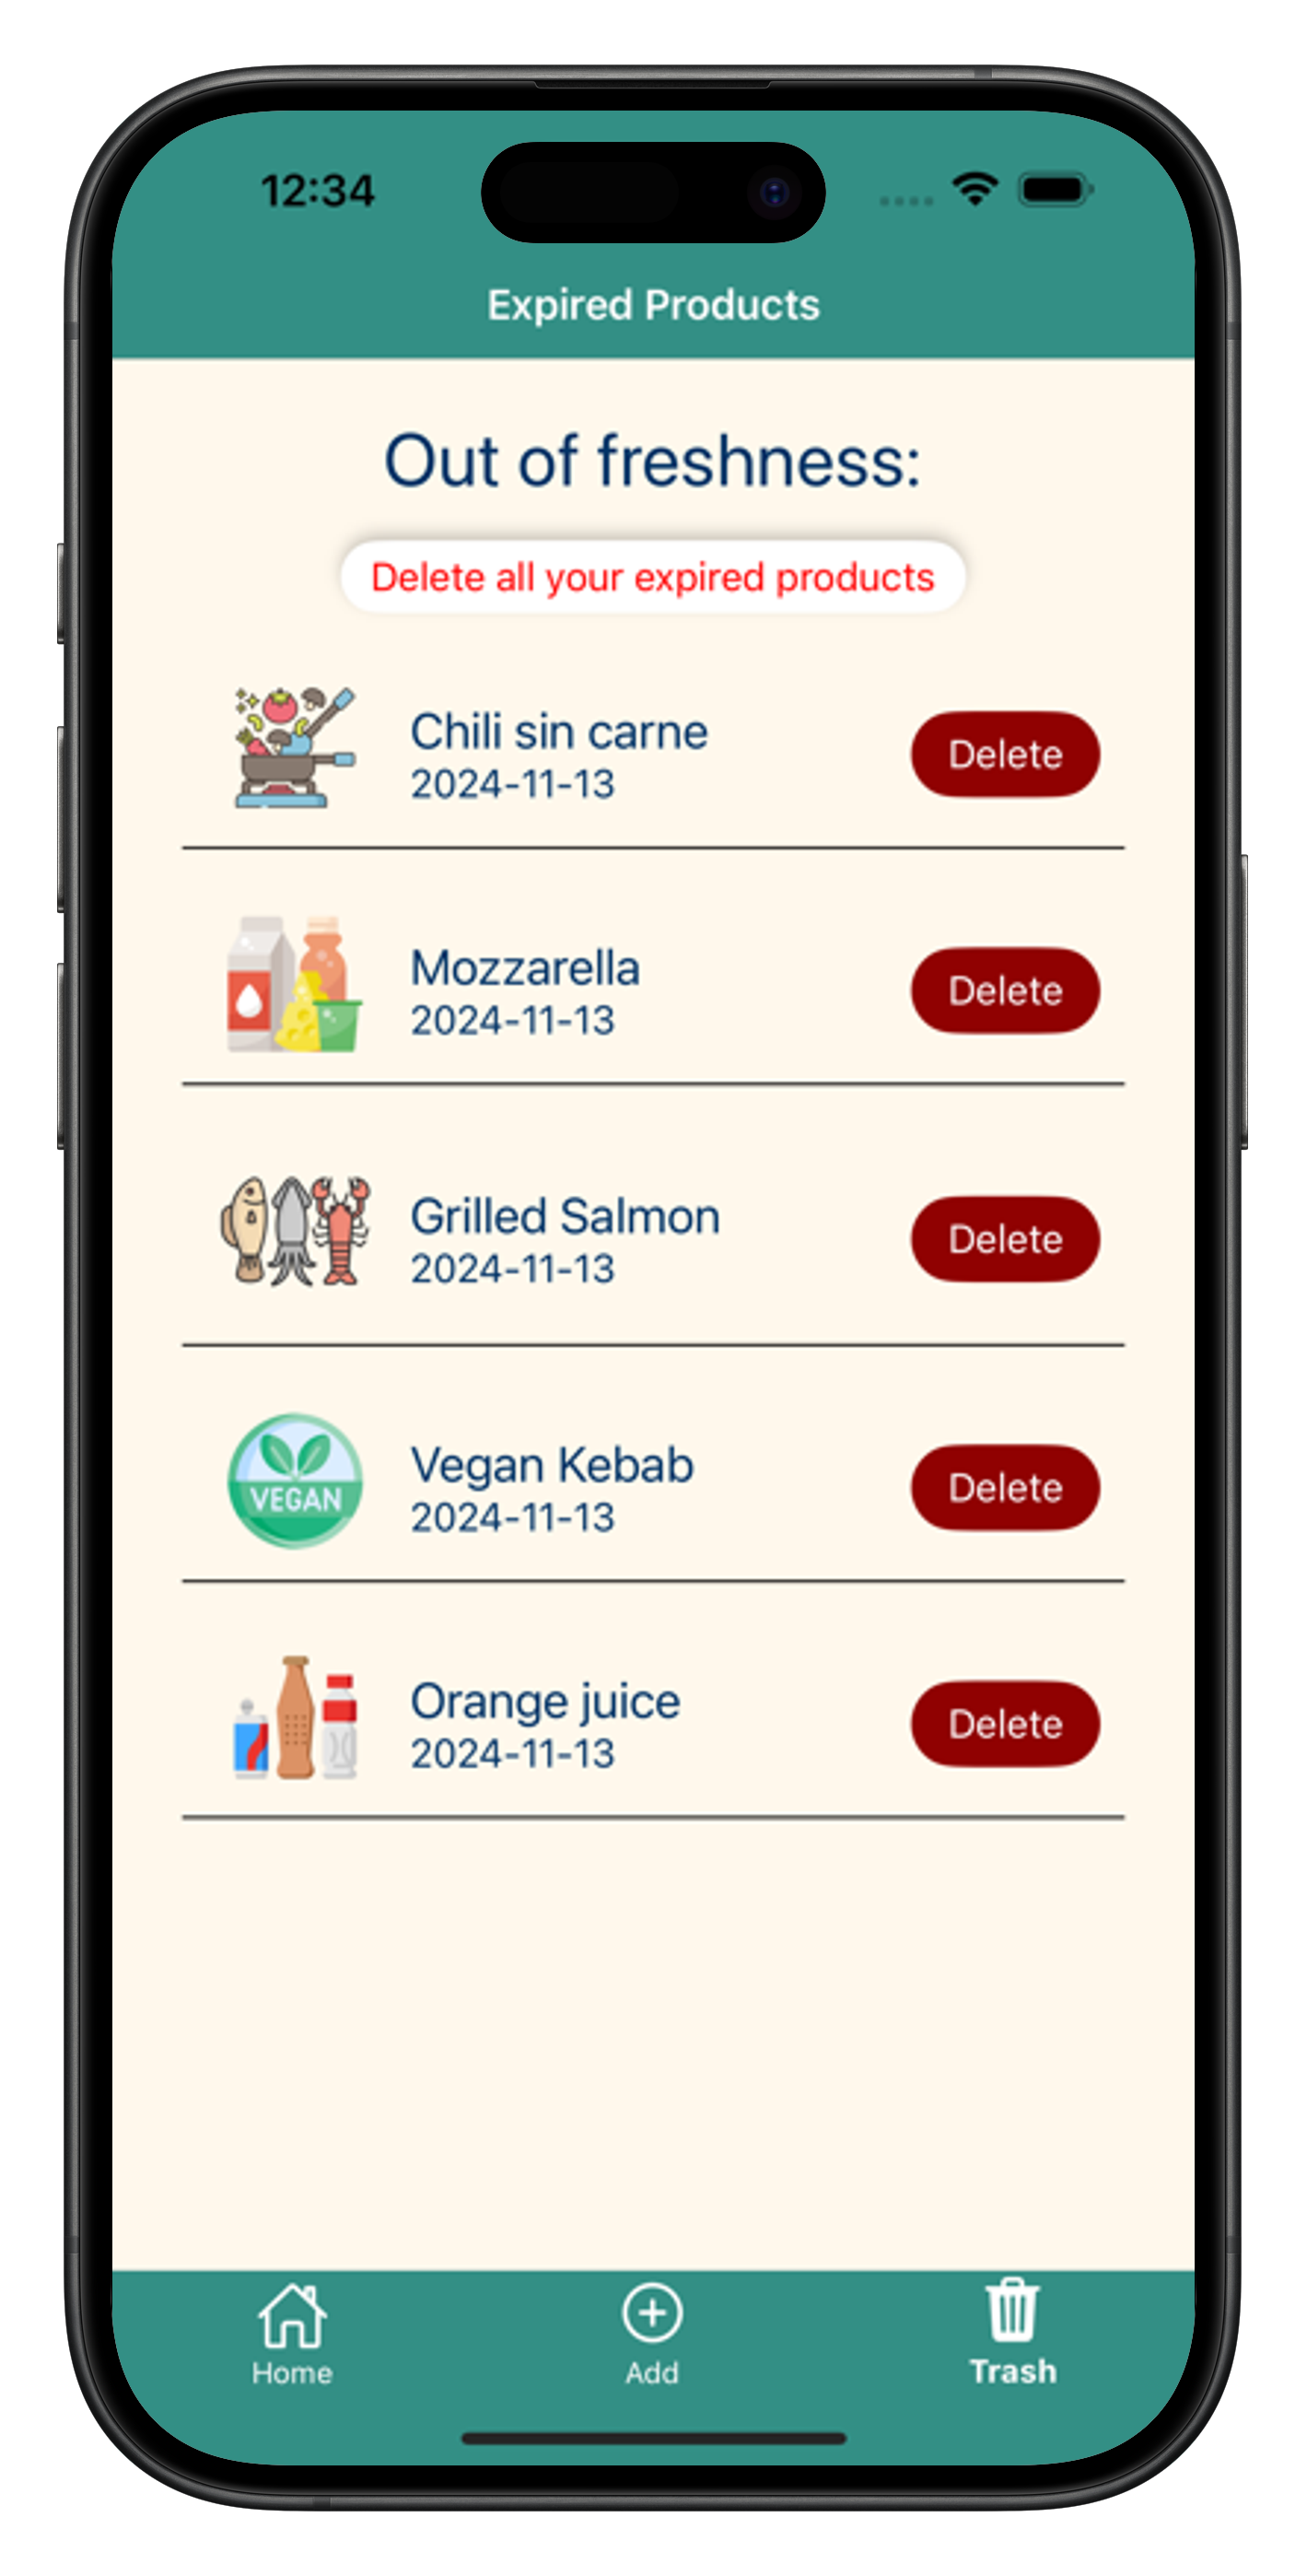 12:34
Expired Products
Out of freshness:
Delete all your expired products
Chili sin carne
2024-11-13
Delete
Mozzarella
2024-11-13
Delete
Grilled Salmon
2024-11-13
Delete
VEGAN
Vegan Kebab
2024-11-13
Delete
Orange juice
2024-11-13
Delete
Home
Add
Trash